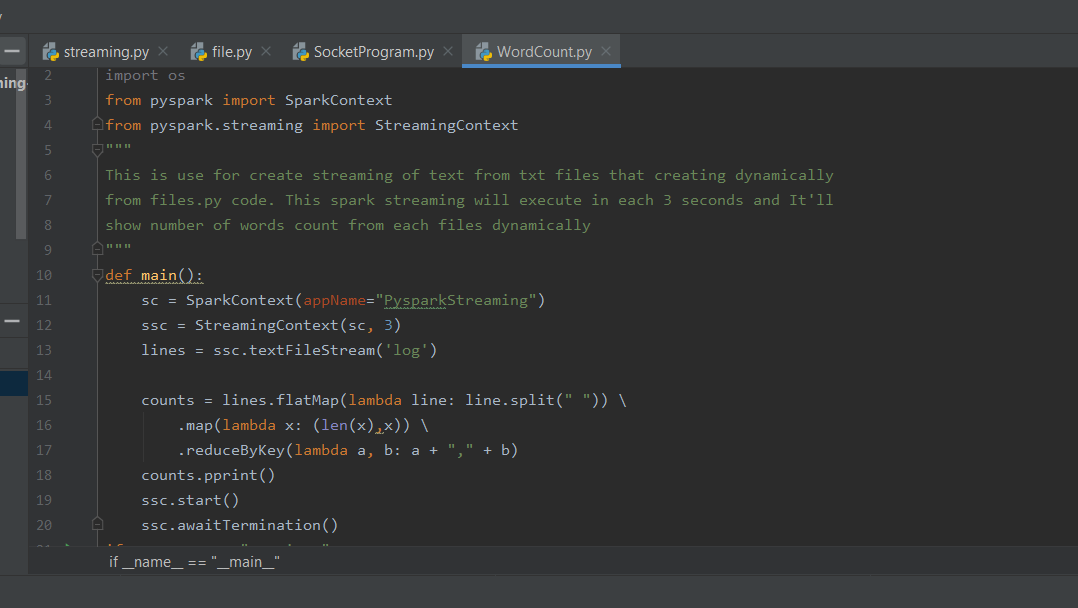 streaming.py file.py SocketProgram.py WordCount.py
ning
2 import os
3 from pyspark import SparkContext
4 from pyspark.streaming import StreamingContext
5 """
6 This is use for create streaming of text from txt files that creating dynamically
7 from files.py code. This spark streaming will execute in each 3 seconds and It'll
8 show number of words count from each files dynamically
9 """
10 def main():
11 sc = SparkContext(appName="PysparkStreaming")
12 ssc = StreamingContext(sc, 3)
13 lines = ssc.textFileStream('log')
14
15 counts = lines.flatMap(lambda line: line.split(" ")) \
16 .map(lambda x: (len(x),x)) \
17 .reduceByKey(lambda a, b: a + "," + b)
18 counts.pprint()
19 ssc.start()
20 ssc.awaitTermination()
if __name__ == "__main__"